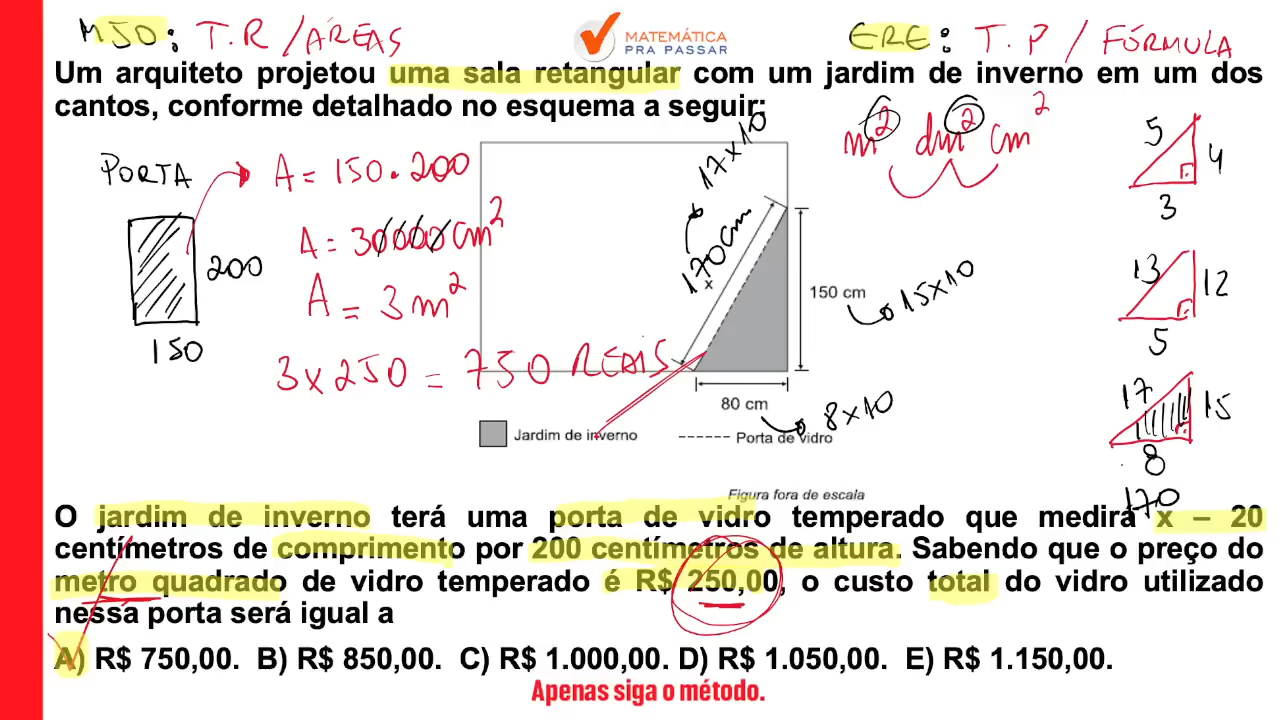 MJO: T.R / ÁREAS
MATEMÁTICA
PRA PASSAR
ERE: T.P / FÓRMULA
Um arquiteto projetou uma sala retangular com um jardim de inverno em um dos
cantos, conforme detalhado no esquema a seguir:
m² dm² cm²
PORTA
A = 150.200
A = 30000 cm²
A = 3m²
3 x 250 = 750 REAIS
200
150
17x10
170cm
x
150 cm
15x10
80 cm
8x10
5
4
3
13
12
5
17
15
8
Jardim de inverno
Porta de vidro
Figura fora de escala
170
O jardim de inverno terá uma porta de vidro temperado que medirá x – 20
centímetros de comprimento por 200 centímetros de altura. Sabendo que o preço do
metro quadrado de vidro temperado é R$ 250,00, o custo total do vidro utilizado
nessa porta será igual a
A) R$ 750,00. B) R$ 850,00. C) R$ 1.000,00. D) R$ 1.050,00. E) R$ 1.150,00.
Apenas siga o método.